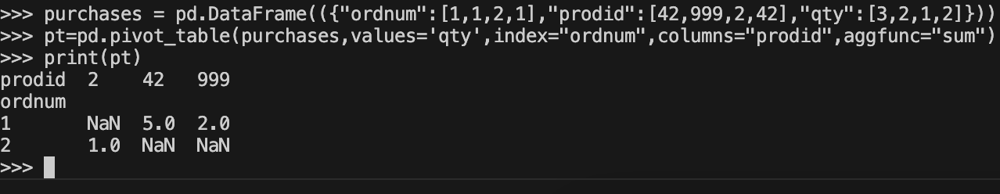 >>> purchases = pd.DataFrame(({"ordnum":[1,1,2,1],"prodid":[42,999,2,42],"qty":[3,2,1,2]}))
>>> pt=pd.pivot_table(purchases,values='qty',index="ordnum",columns="prodid",aggfunc="sum")
>>> print(pt)
prodid  2    42   999
ordnum
1       NaN  5.0  2.0
2       1.0  NaN  NaN
>>>